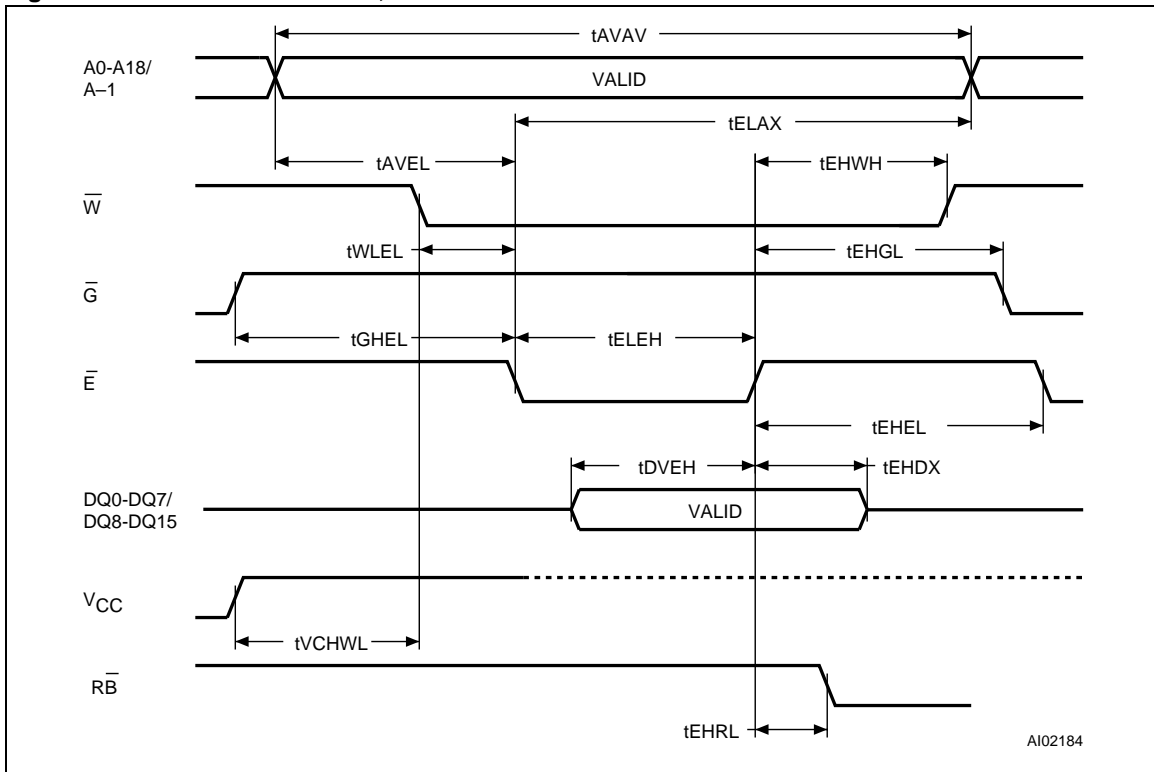 tAVAV
A0-A18/
A–1
VALID
tELAX
tAVEL
tEHWH
W̅
tWLEL
tEHGL
G̅
tGHEL
tELEH
E̅
tEHEL
tDVEH
tEHDX
DQ0-DQ7/
DQ8-DQ15
VALID
VCC
tVCHWL
RB̅
tEHRL
AI02184